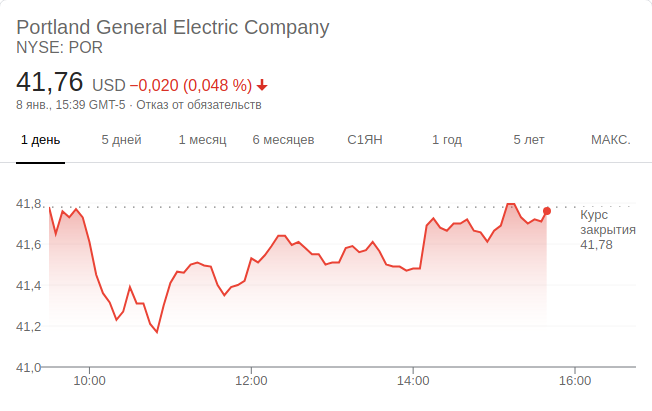 Portland General Electric Company
NYSE: POR
41,76 USD −0,020 (0,048 %)
8 янв., 15:39 GMT-5 · Отказ от обязательств
1 день 5 дней 1 месяц 6 месяцев С1ЯН 1 год 5 лет МАКС.
41,8
Курс
закрытия
41,78
41,6
41,4
41,2
41,0
10:00 12:00 14:00 16:00